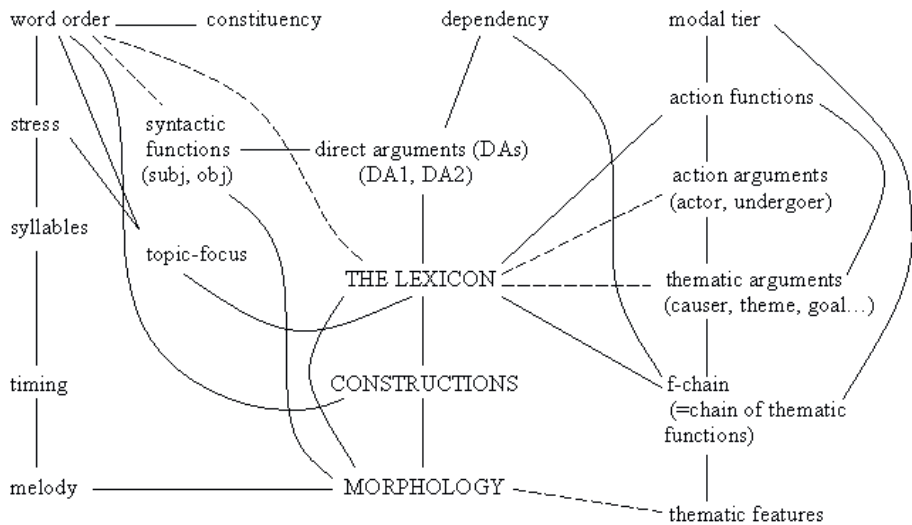 word order
constituency
dependency
modal tier
stress
syntactic
functions
(subj, obj)
direct arguments (DAs)
(DA1, DA2)
action functions
action arguments
(actor, undergoer)
syllables
topic-focus
THE LEXICON
thematic arguments
(causer, theme, goal…)
timing
CONSTRUCTIONS
f-chain
(=chain of thematic
functions)
melody
MORPHOLOGY
thematic features